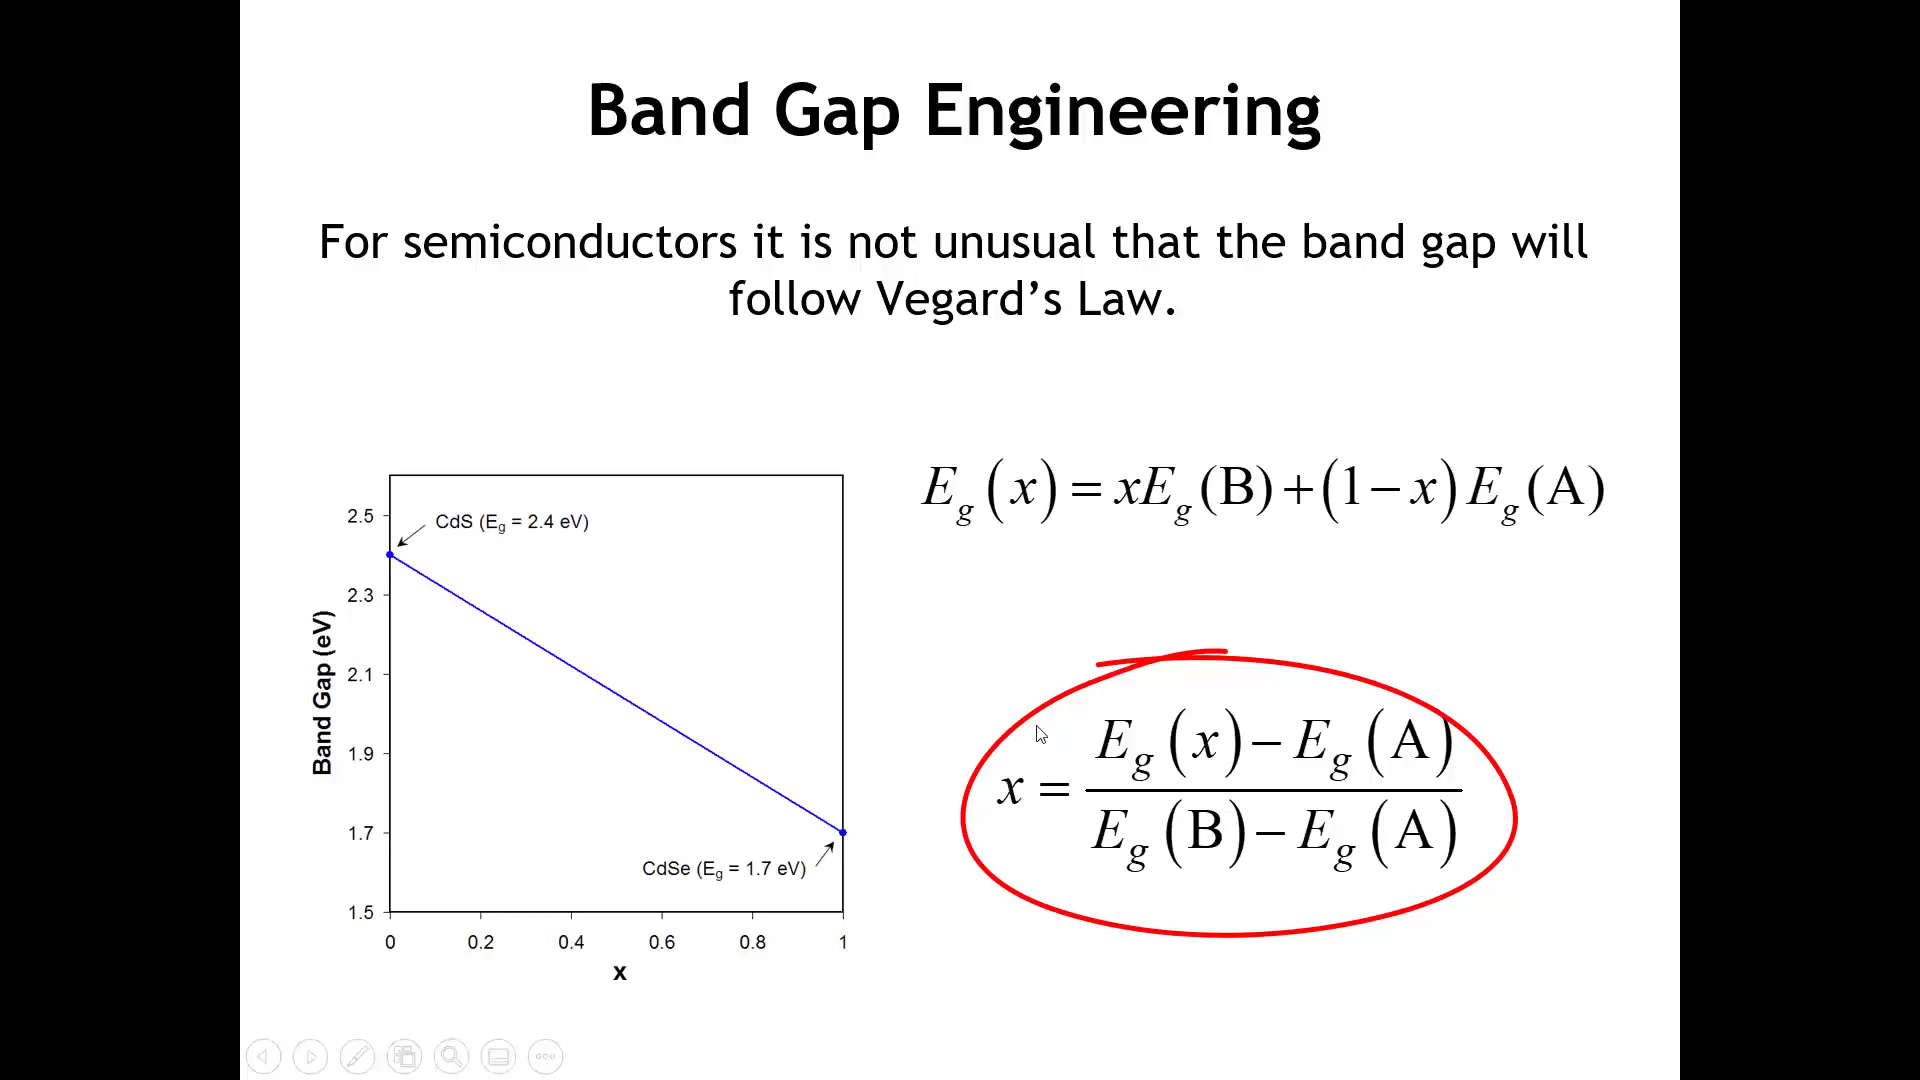 Band Gap Engineering
For semiconductors it is not unusual that the band gap will
follow Vegard’s Law.
E_g(x) = xE_g(B) + (1 − x)E_g(A)
x = (E_g(x) − E_g(A)) / (E_g(B) − E_g(A))
Band Gap (eV)
2.5
2.3
2.1
1.9
1.7
1.5
CdS (E_g = 2.4 eV)
CdSe (E_g = 1.7 eV)
0 0.2 0.4 0.6 0.8 1
x